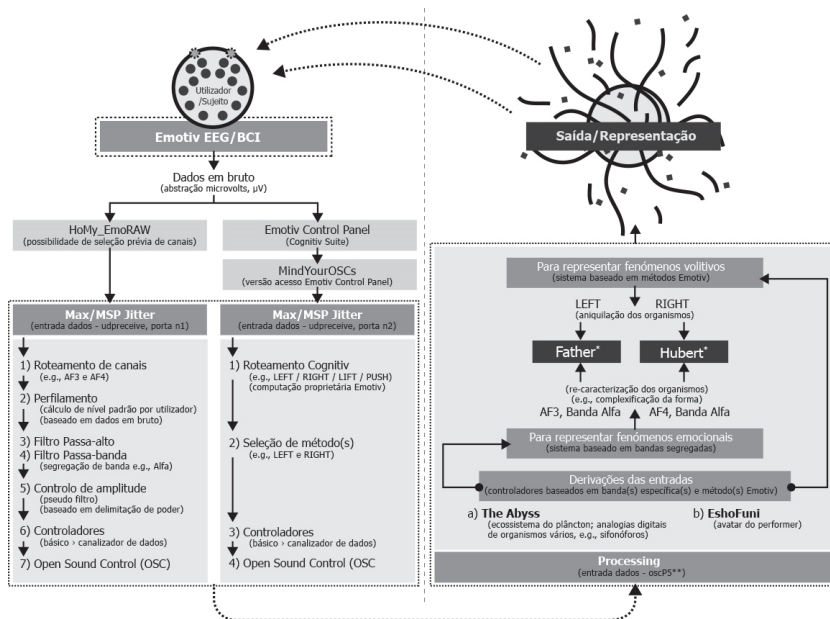 Utilizador
/Sujeito
Emotiv EEG/BCI
Dados em bruto
(abstração microvolts, µV)
HoMy_EmoRAW
(possibilidade de seleção prévia de canais)
Emotiv Control Panel
(Cognitiv Suite)
MindYourOSCs
(versão acesso Emotiv Control Panel)
Max/MSP Jitter
(entrada dados - udpreceive, porta n1)
1) Roteamento de canais
(e.g., AF3 e AF4)
2) Perfilamento
(cálculo de nível padrão por utilizador)
(baseado em dados em bruto)
3) Filtro Passa-alto
4) Filtro Passa-banda
(segregação de banda e.g., Alfa)
5) Controlo de amplitude
(pseudo filtro)
(baseado em delimitação de poder)
6) Controladores
(básico › canalizador de dados)
7) Open Sound Control (OSC)
Max/MSP Jitter
(entrada dados - udpreceive, porta n2)
1) Roteamento Cognitiv
(e.g., LEFT / RIGHT / LIFT / PUSH)
(computação proprietária Emotiv)
2) Seleção de método(s)
(e.g., LEFT e RIGHT)
3) Controladores
(básico › canalizador de dados)
4) Open Sound Control (OSC
Saída/Representação
Para representar fenómenos volitivos
(sistema baseado em métodos Emotiv)
LEFT RIGHT
(aniquilação dos organismos)
Father* Hubert*
(re-caracterização dos organismos)
(e.g., complexificação da forma)
AF3, Banda Alfa AF4, Banda Alfa
Para representar fenómenos emocionais
(sistema baseado em bandas segregadas)
Derivações das entradas
(controladores baseados em banda(s) específica(s) e método(s) Emotiv)
a) The Abyss
(ecossistema do plâncton; analogias digitais
de organismos vários, e.g., sifonóforos)
b) EshoFuni
(avatar do performer)
Processing
(entrada dados - oscP5**)